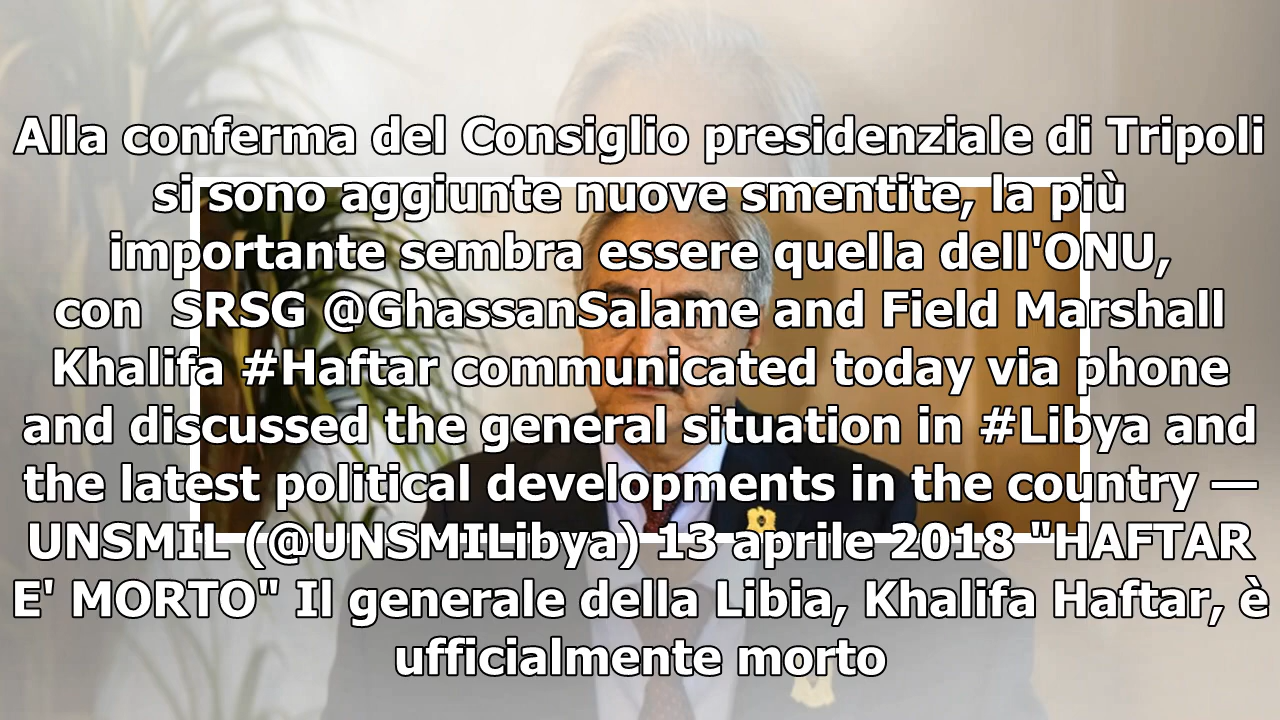 Alla conferma del Consiglio presidenziale di Tripoli
si sono aggiunte nuove smentite, la più
importante sembra essere quella dell'ONU,
con  SRSG @GhassanSalame and Field Marshall
Khalifa #Haftar communicated today via phone
and discussed the general situation in #Libya and
the latest political developments in the country —
UNSMIL (@UNSMILibya) 13 aprile 2018 "HAFTAR
E' MORTO" Il generale della Libia, Khalifa Haftar, è
ufficialmente morto